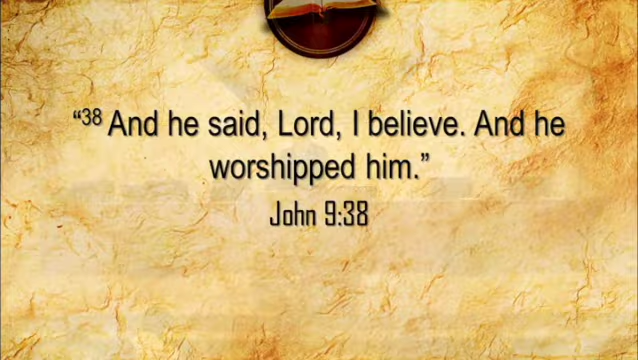 “38 And he said, Lord, I believe. And he
worshipped him.”
John 9:38